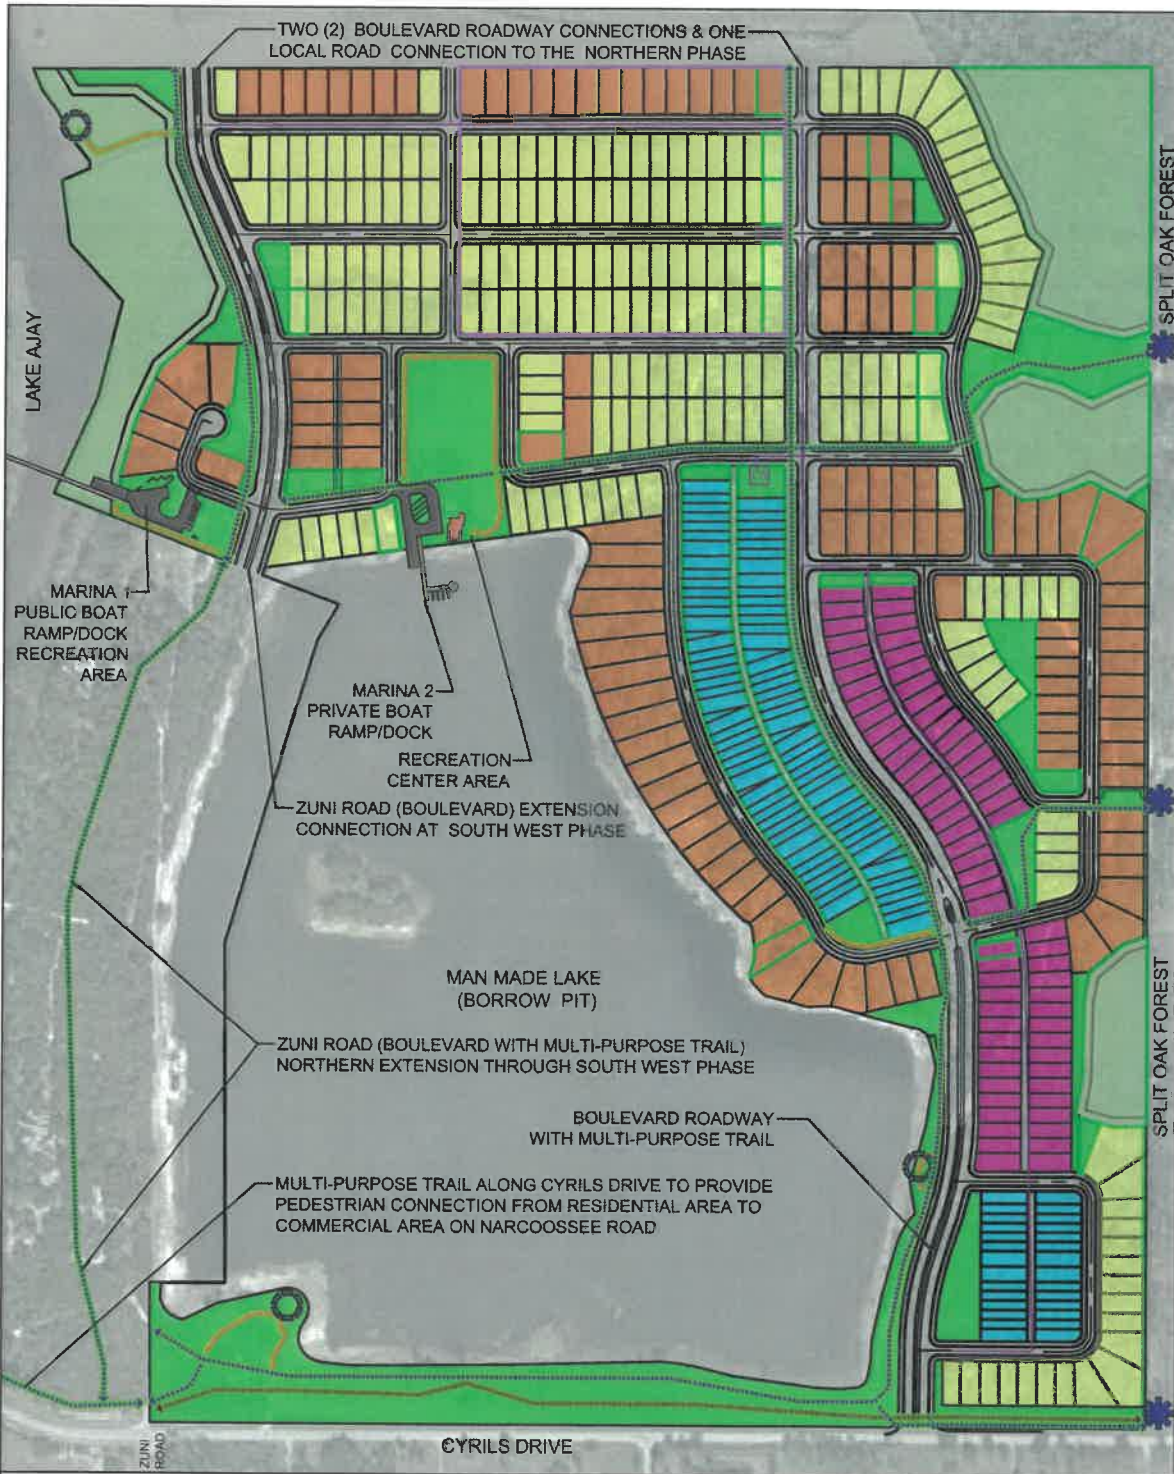 TWO (2) BOULEVARD ROADWAY CONNECTIONS & ONE
LOCAL ROAD CONNECTION TO THE NORTHERN PHASE
LAKE AJAY
SPLIT OAK FOREST
MARINA 1
PUBLIC BOAT
RAMP/DOCK
RECREATION
AREA
MARINA 2
PRIVATE BOAT
RAMP/DOCK
RECREATION
CENTER AREA
ZUNI ROAD (BOULEVARD) EXTENSION
CONNECTION AT SOUTH WEST PHASE
MAN MADE LAKE
(BORROW PIT)
ZUNI ROAD (BOULEVARD WITH MULTI-PURPOSE TRAIL)
NORTHERN EXTENSION THROUGH SOUTH WEST PHASE
SPLIT OAK FOREST
BOULEVARD ROADWAY
WITH MULTI-PURPOSE TRAIL
MULTI-PURPOSE TRAIL ALONG CYRILS DRIVE TO PROVIDE
PEDESTRIAN CONNECTION FROM RESIDENTIAL AREA TO
COMMERCIAL AREA ON NARCOOSSEE ROAD
ZUNI
ROAD
CYRILS DRIVE